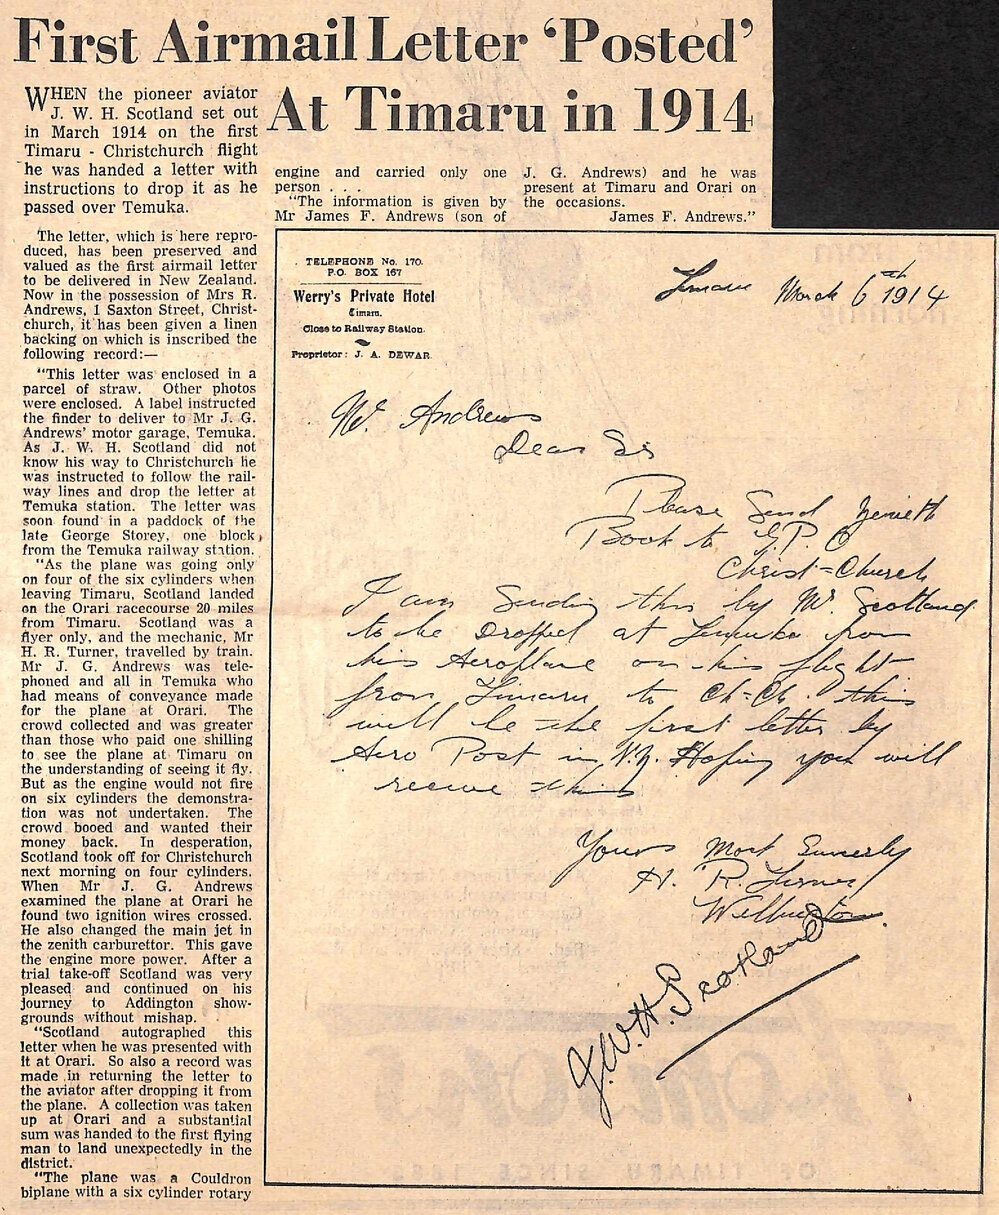 First Airmail Letter ‘Posted’
At Timaru in 1914
WHEN the pioneer aviator
J. W. H. Scotland set out
in March 1914 on the first
Timaru - Christchurch flight
he was handed a letter with
instructions to drop it as he
passed over Temuka.
The letter, which is here repro-
duced, has been preserved and
valued as the first airmail letter
to be delivered in New Zealand.
Now in the possession of Mrs R.
Andrews, 1 Saxton Street, Christ-
church, it has been given a linen
backing on which is inscribed the
following record:—
“This letter was enclosed in a
parcel of straw. Other photos
were enclosed. A label instructed
the finder to deliver to Mr J. G.
Andrews’ motor garage, Temuka.
As J. W. H. Scotland did not
know his way to Christchurch he
was instructed to follow the rail-
way lines and drop the letter at
Temuka station. The letter was
soon found in a paddock of the
late George Storey, one block
from the Temuka railway station.
“As the plane was going only
on four of the six cylinders when
leaving Timaru, Scotland landed
on the Orari racecourse 20 miles
from Timaru. Scotland was a
flyer only, and the mechanic, Mr
H. R. Turner, travelled by train.
Mr J. G. Andrews was tele-
phoned and all in Temuka who
had means of conveyance made
for the plane at Orari. The
crowd collected and was greater
than those who paid one shilling
to see the plane at Timaru on
the understanding of seeing it fly.
But as the engine would not fire
on six cylinders the demonstra-
tion was not undertaken. The
crowd booed and wanted their
money back. In desperation,
Scotland took off for Christchurch
next morning on four cylinders.
When Mr J. G. Andrews
examined the plane at Orari he
found two ignition wires crossed.
He also changed the main jet in
the zenith carburettor. This gave
the engine more power. After a
trial take-off Scotland was very
pleased and continued on his
journey to Addington show-
grounds without mishap.
“Scotland autographed this
letter when he was presented with
it at Orari. So also a record was
made in returning the letter to
the aviator after dropping it from
the plane. A collection was taken
up at Orari and a substantial
sum was handed to the first flying
man to land unexpectedly in the
district.
“The plane was a Couldron
biplane with a six cylinder rotary
engine and carried only one
person . . .
“The information is given by
Mr James F. Andrews (son of
J. G. Andrews) and he was
present at Timaru and Orari on
the occasions.
James F. Andrews.”
TELEPHONE No. 170.
P.O. BOX 167
Werry's Private Hotel
Timaru.
Close to Railway Station.
Proprietor: J. A. DEWAR
Timaru March 6th 1914
Mr. Andrews
Dear Sir
Please Send Zenith
Book to G.P.O
Christ=Church
I am Sending this by Mr. Scotland
to be Dropped at Temuka from
his Aeroplane on his flight
from Timaru to Ch=Ch. this
will be the first letter by
Aero Post in N.Z. Hoping you will
receive this
Yours Most Sincerely
H. R. Turner
Wellington
J.W.H. Scotland